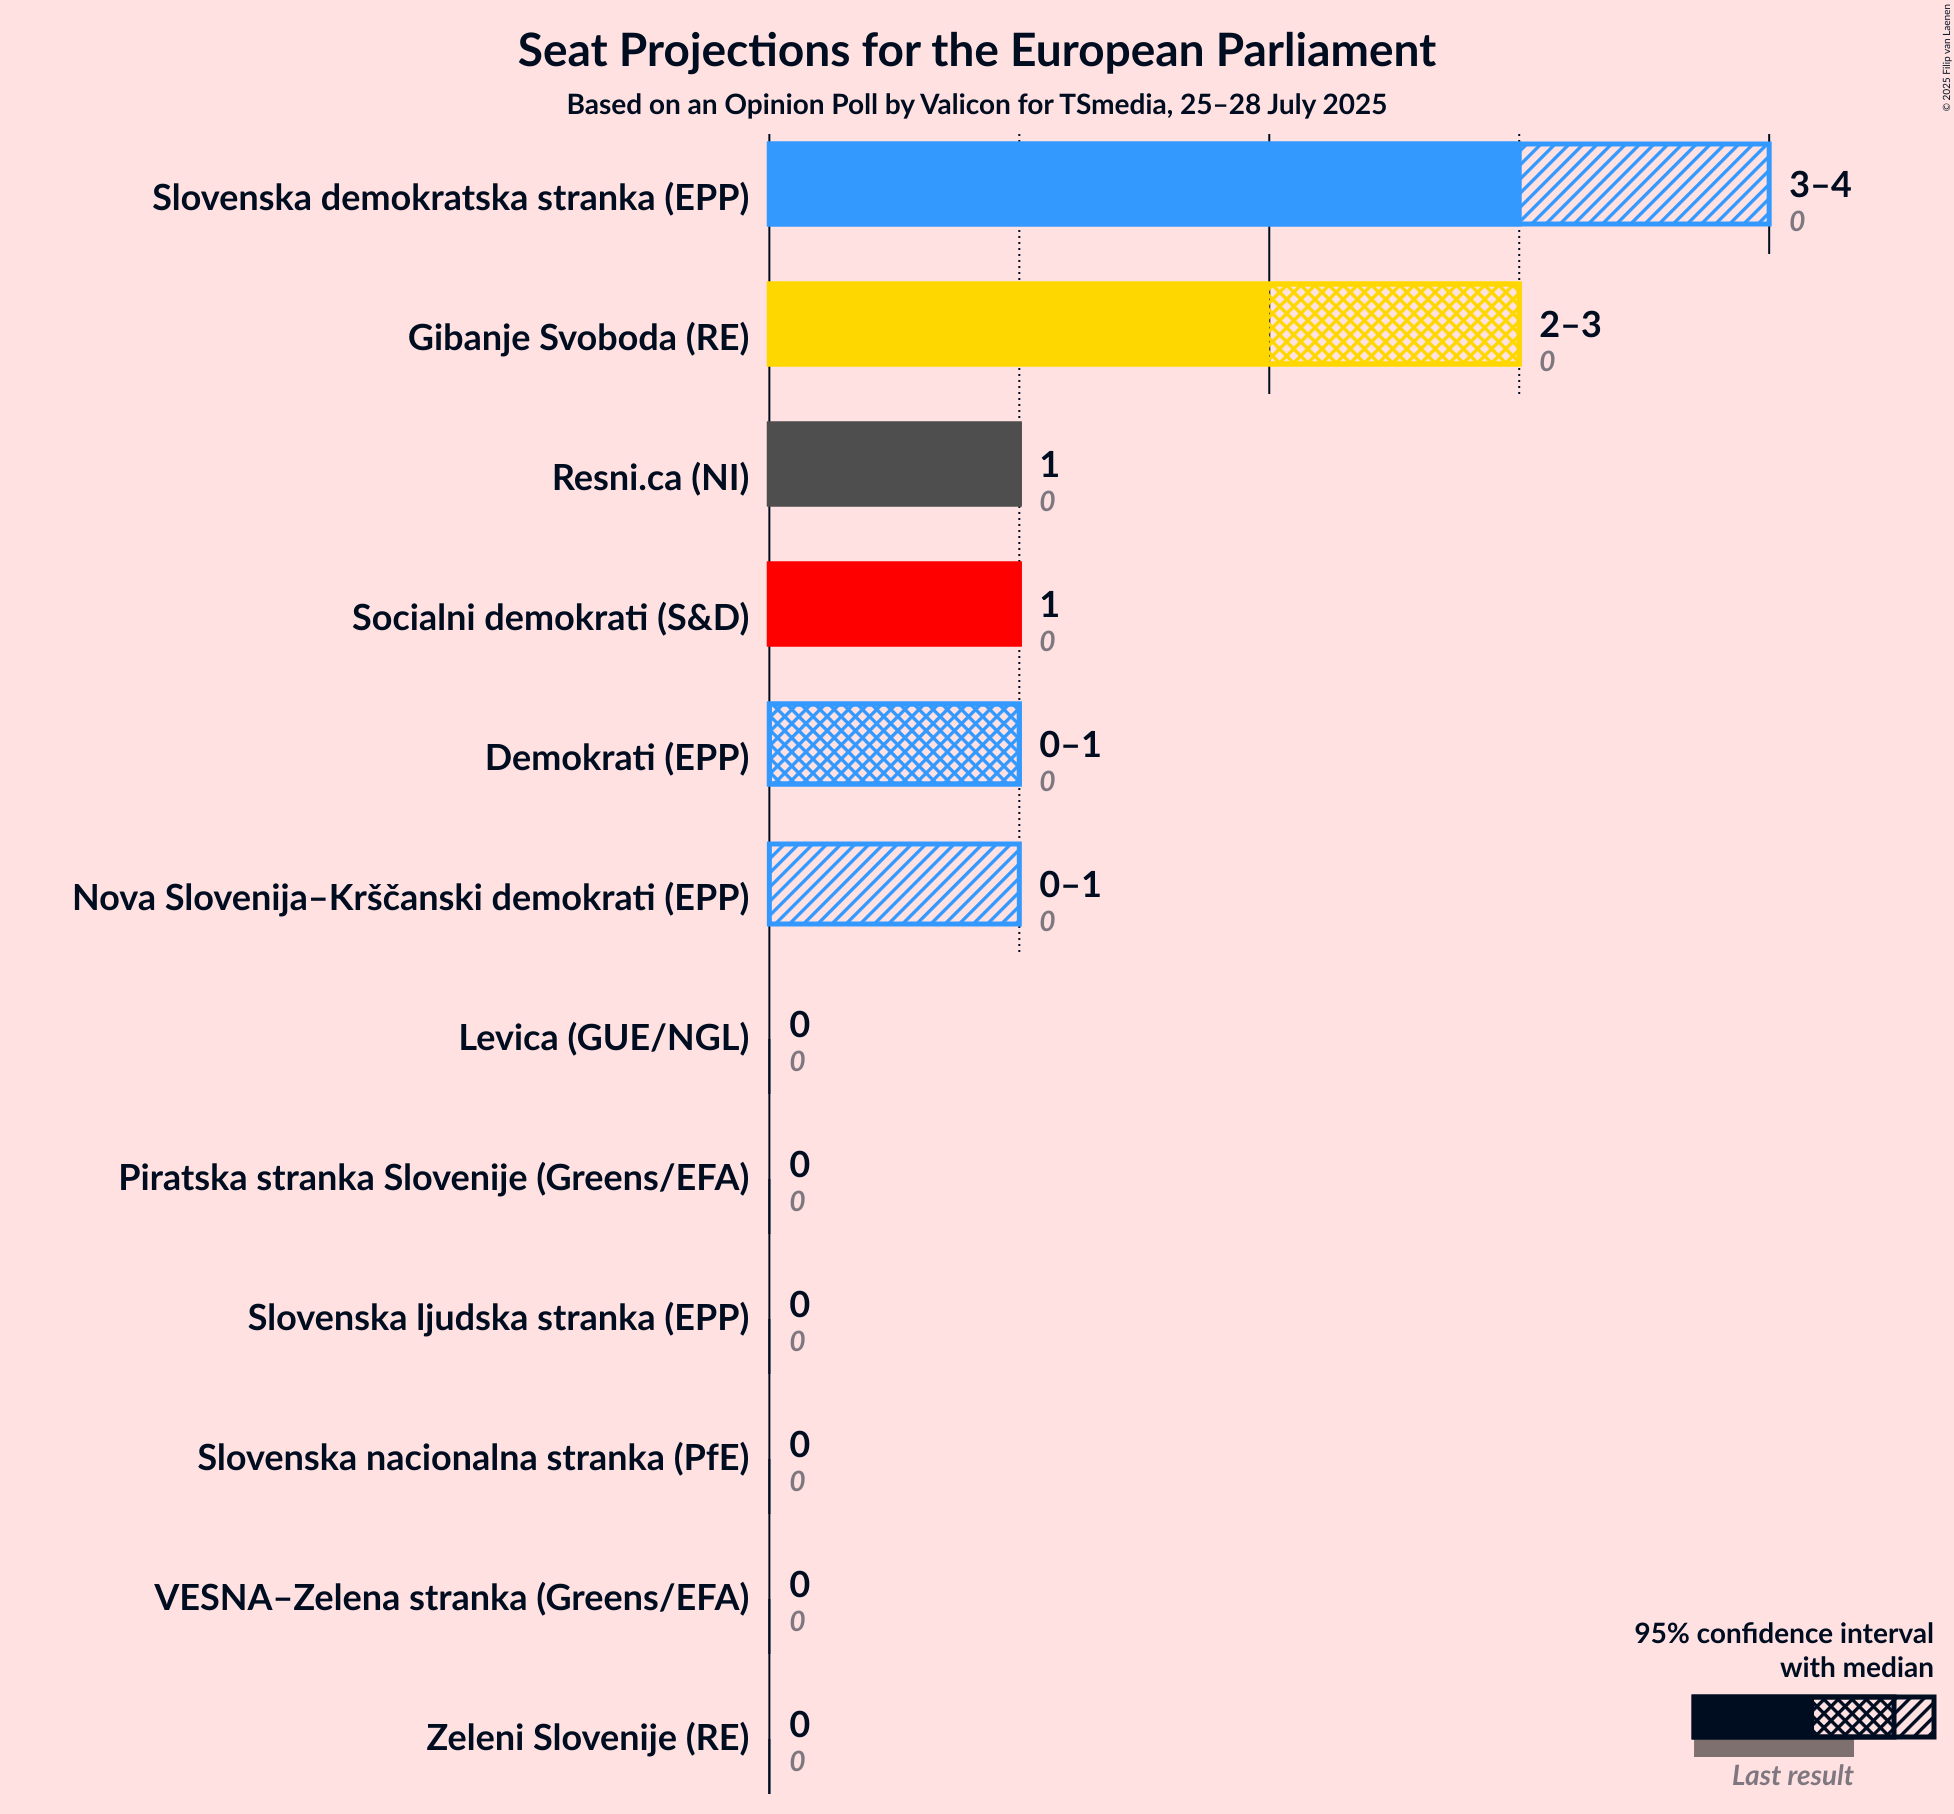 Seat Projections for the European Parliament
Based on an Opinion Poll by Valicon for TSmedia, 25–28 July 2025
© 2025 Filip van Laenen
Slovenska demokratska stranka (EPP)
3–4
0
Gibanje Svoboda (RE)
2–3
0
Resni.ca (NI)
1
0
Socialni demokrati (S&D)
1
0
Demokrati (EPP)
0–1
0
Nova Slovenija–Krščanski demokrati (EPP)
0–1
0
Levica (GUE/NGL)
0
0
Piratska stranka Slovenije (Greens/EFA)
0
0
Slovenska ljudska stranka (EPP)
0
0
Slovenska nacionalna stranka (PfE)
0
0
VESNA–Zelena stranka (Greens/EFA)
0
0
Zeleni Slovenije (RE)
0
0
95% confidence interval
with median
Last result